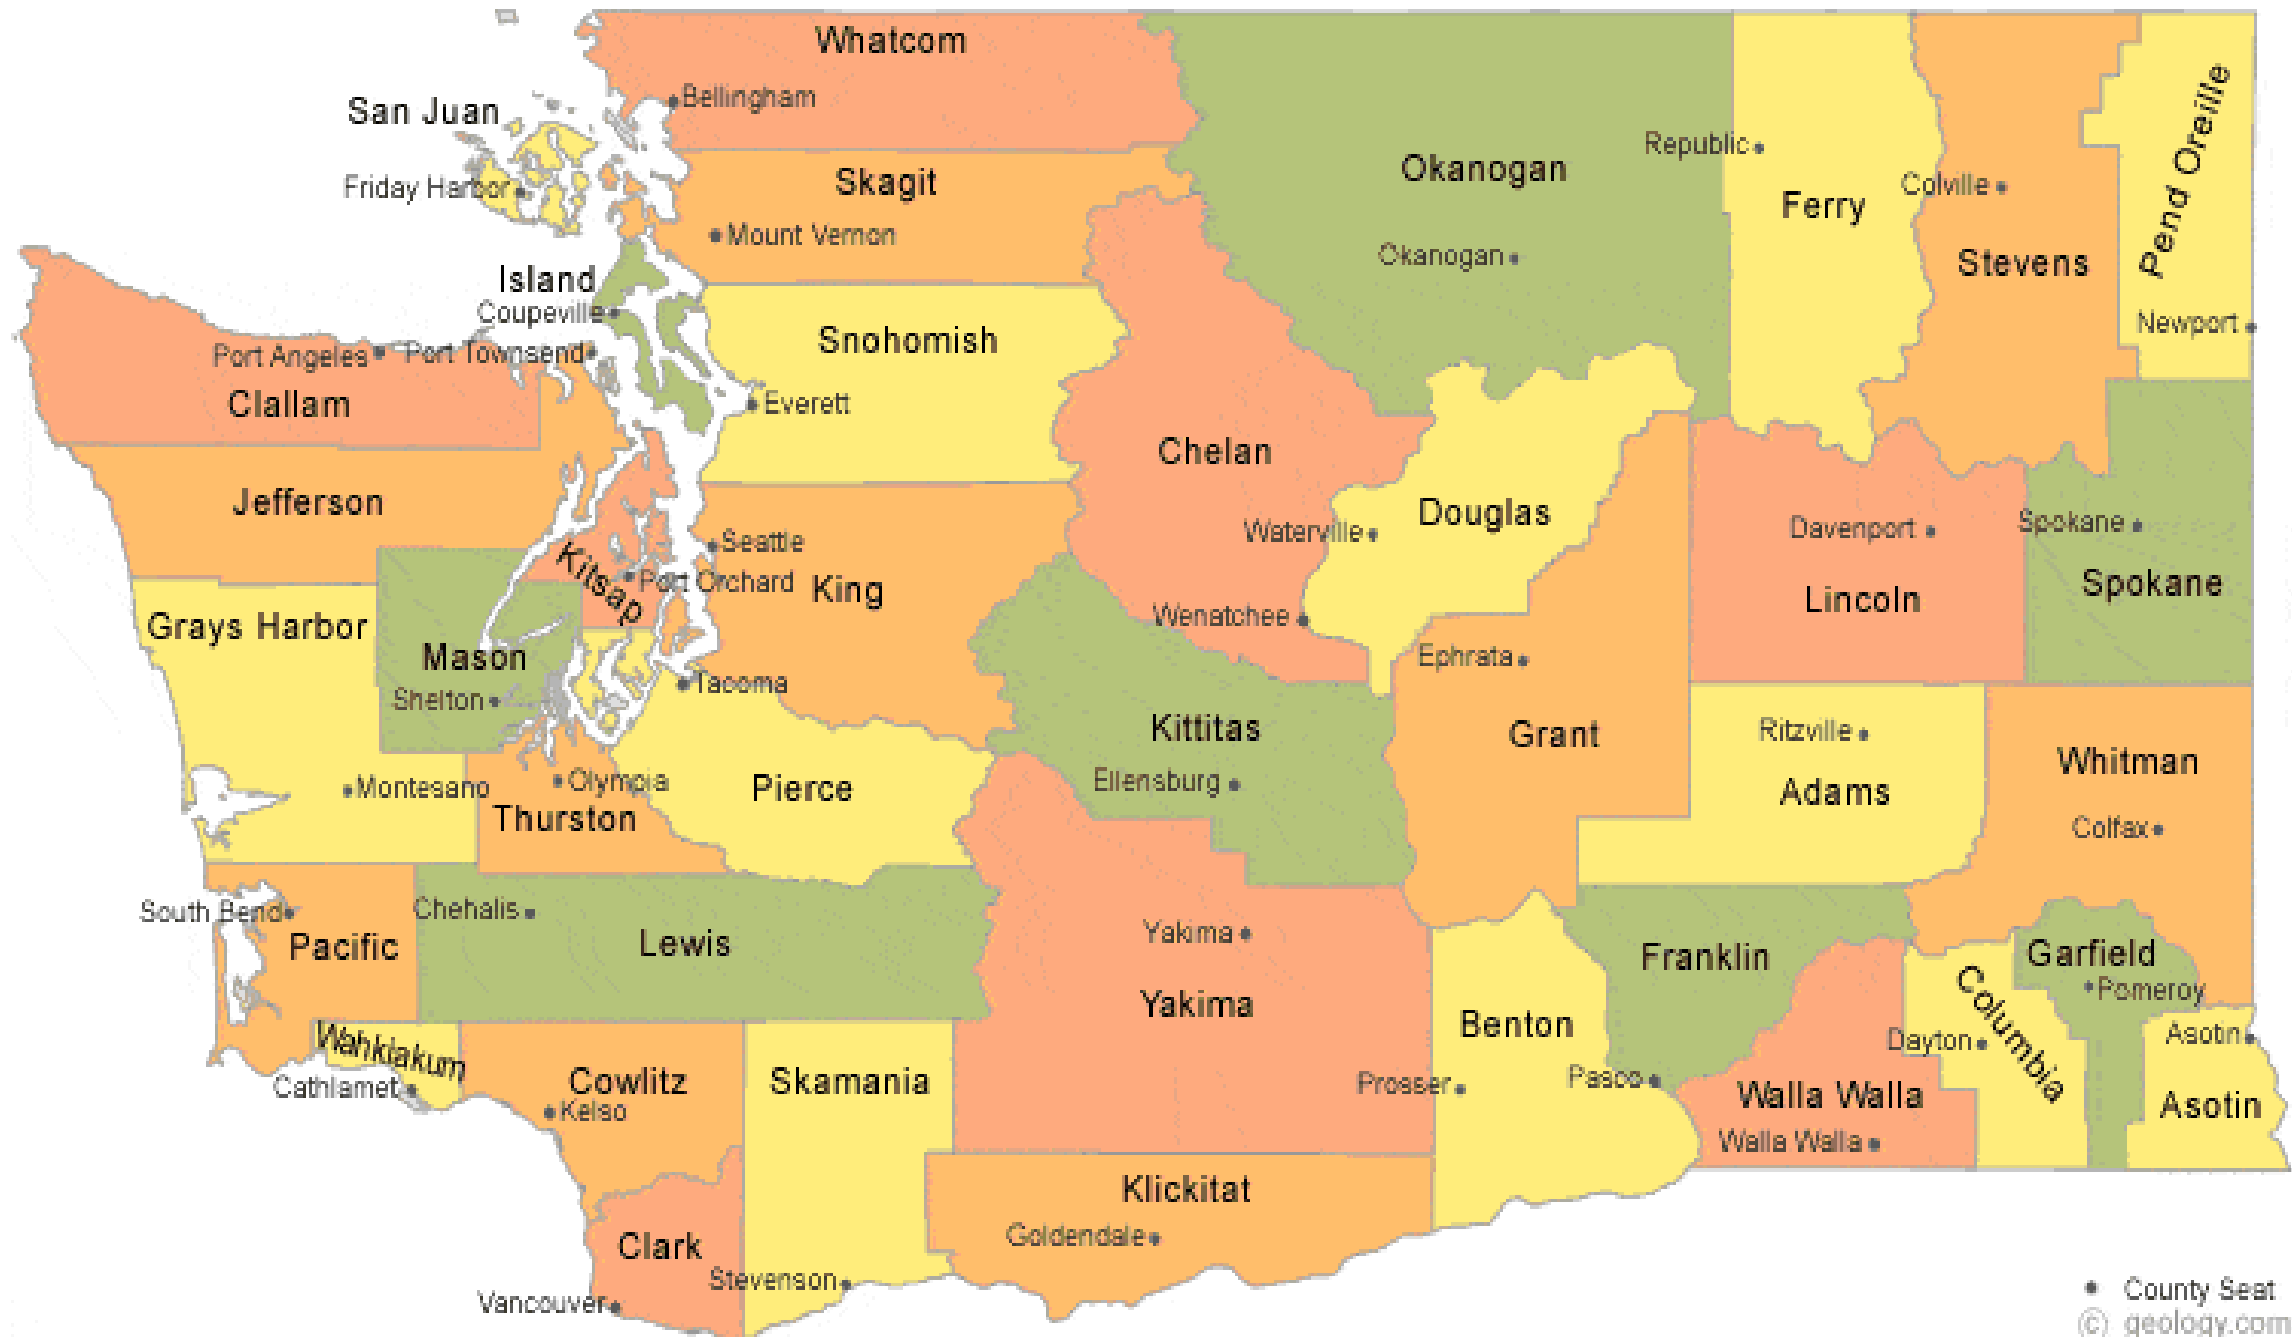 Whatcom
Bellingham
San Juan
Friday Harbor
Skagit
Mount Vernon
Okanogan
Okanogan
Republic
Ferry
Colville
Stevens
Pend Oreille
Newport
Island
Coupeville
Port Angeles
Port Townsend
Clallam
Snohomish
Everett
Chelan
Jefferson
Douglas
Waterville
Wenatchee
Seattle
Kitsap
Port Orchard
King
Davenport
Lincoln
Spokane
Spokane
Grays Harbor
Mason
Shelton
Tacoma
Ephrata
Grant
Kittitas
Ellensburg
Ritzville
Adams
Whitman
Colfax
Montesano
Olympia
Thurston
Pierce
South Bend
Pacific
Chehalis
Lewis
Yakima
Yakima
Franklin
Garfield
Pomeroy
Columbia
Dayton
Benton
Prosser
Pasco
Asotin
Asotin
Wahkiakum
Cathlamet
Cowlitz
Kelso
Skamania
Walla Walla
Walla Walla
Klickitat
Goldendale
Clark
Stevenson
Vancouver
County Seat
© geology.com